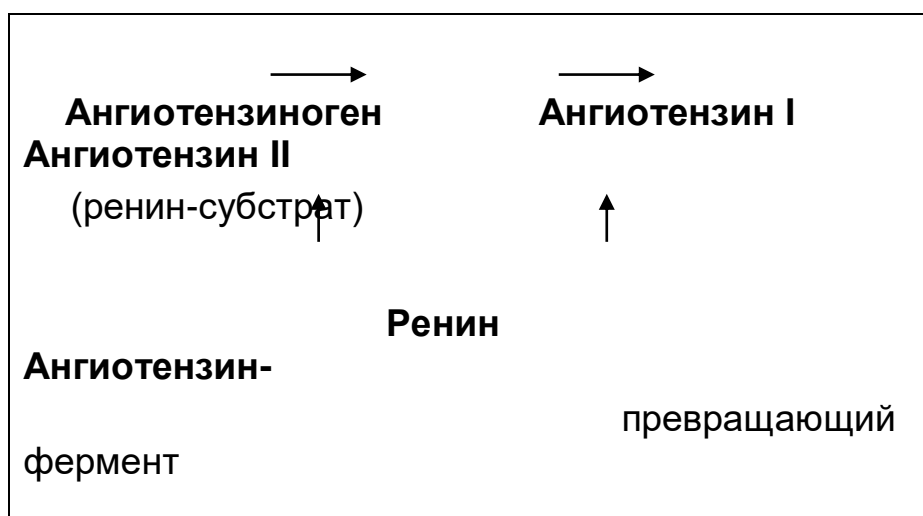 Ангиотензиноген Ангиотензин I
Ангиотензин II
(ренин-субстрат)
Ренин
Ангиотензин-
превращающий
фермент